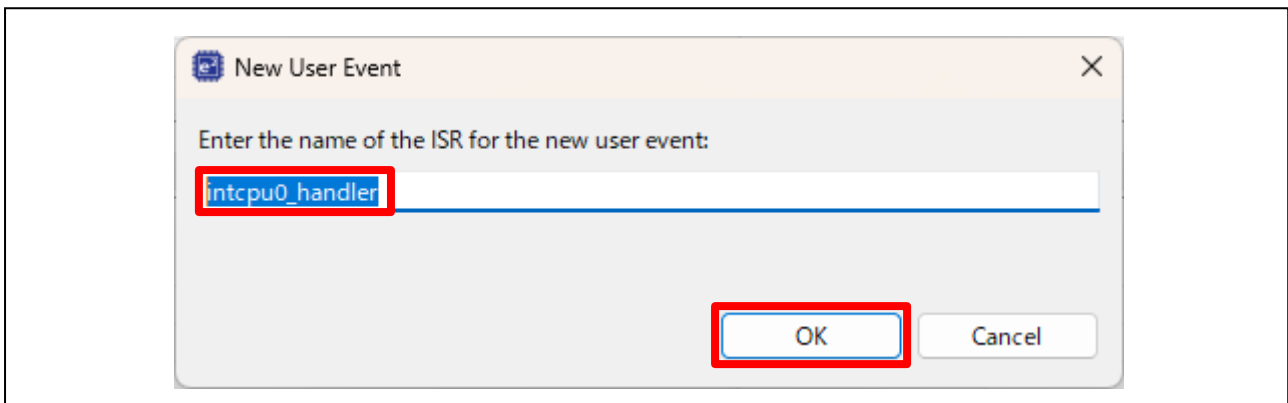 New User Event
Enter the name of the ISR for the new user event:
intcpu0_handler
OK
Cancel